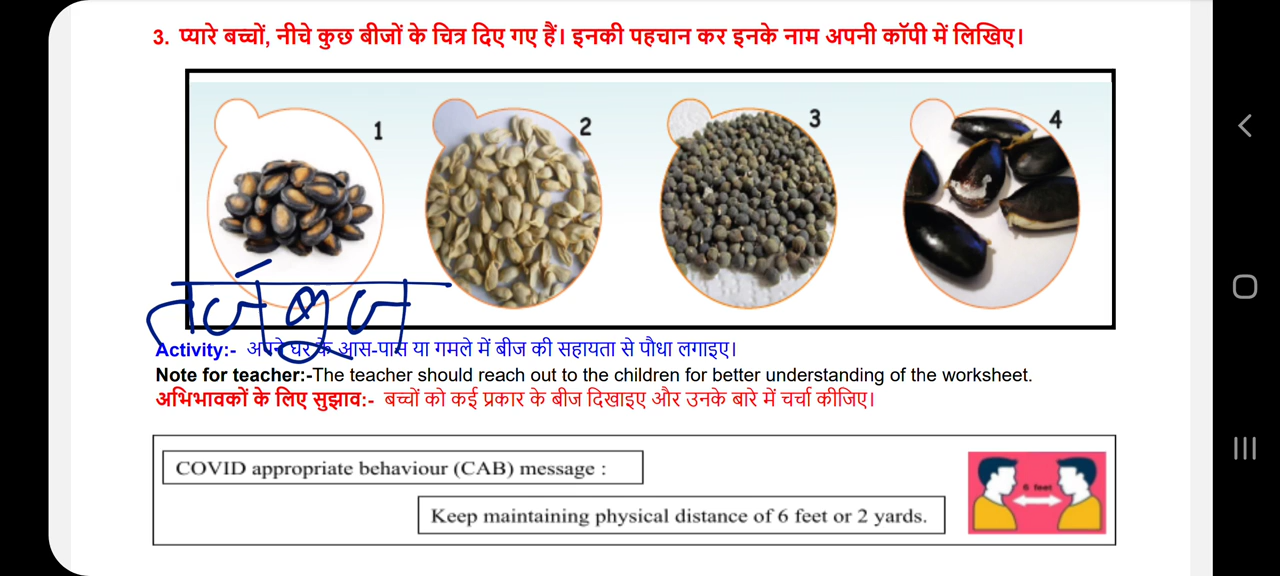 3. प्यारे बच्चों, नीचे कुछ बीजों के चित्र दिए गए हैं। इनकी पहचान कर इनके नाम अपनी कॉपी में लिखिए।
1 2 3 4
तर्जबुज
Activity:- अपने घर के आस-पास या गमले में बीज की सहायता से पौधा लगाइए।
Note for teacher:-The teacher should reach out to the children for better understanding of the worksheet.
अभिभावकों के लिए सुझाव:- बच्चों को कई प्रकार के बीज दिखाइए और उनके बारे में चर्चा कीजिए।
COVID appropriate behaviour (CAB) message :
6 feet
Keep maintaining physical distance of 6 feet or 2 yards.